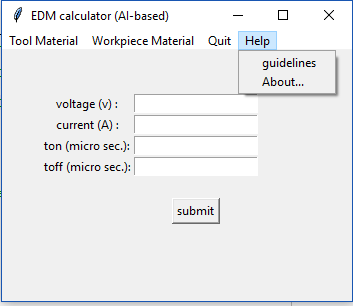 EDM calculator (AI-based)
Tool Material Workpiece Material Quit Help
guidelines
About...
voltage (v) :
current (A) :
ton (micro sec.):
toff (micro sec.):
submit